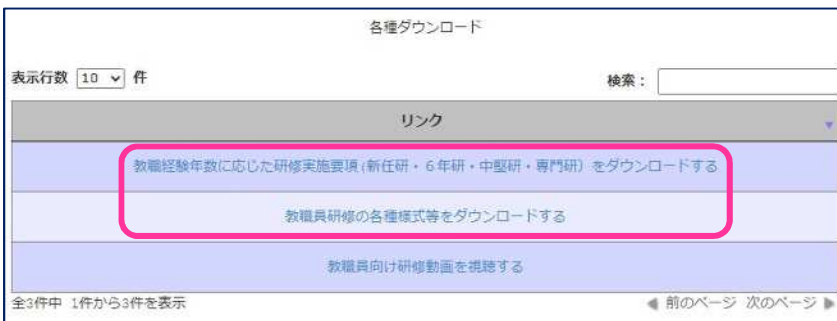 各種ダウンロード
表示行数 10 件 検索：
リンク
教職経験年数に応じた研修実施要項(新任研・６年研・中堅研・専門研）をダウンロードする
教職員研修の各種様式等をダウンロードする
教職員向け研修動画を視聴する
全3件中 1件から3件を表示 前のページ 次のページ